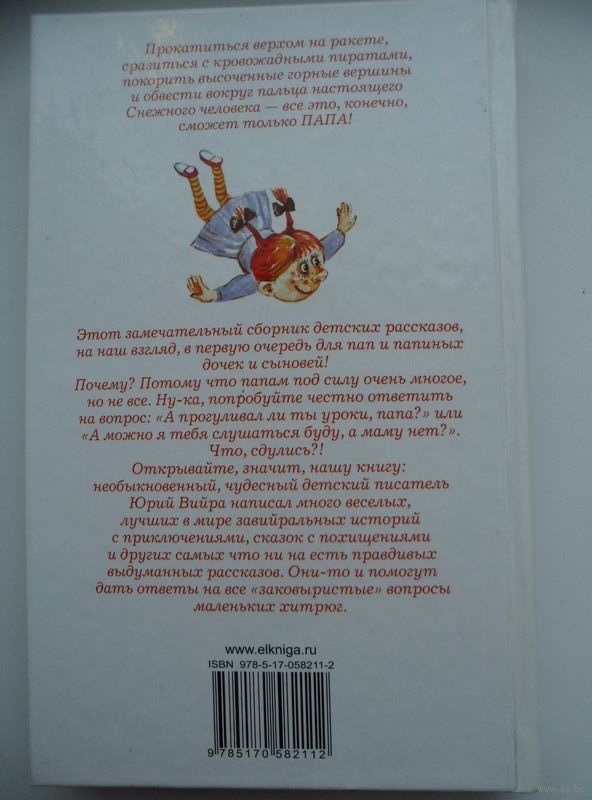 Прокатиться верхом на ракете,
сразиться с кровожадными пиратами,
покорить высоченные горные вершины
и обвести вокруг пальца настоящего
Снежного человека — все это, конечно,
сможет только ПАПА!
Этот замечательный сборник детских рассказов,
на наш взгляд, в первую очередь для пап и папиных
дочек и сыновей!
Почему? Потому что папам под силу очень многое,
но не все. Ну-ка, попробуйте честно ответить
на вопрос: «А прогуливал ли ты уроки, папа?» или
«А можно я тебя слушаться буду, а маму нет?».
Что, сдулись?!
Открывайте, значит, нашу книгу:
необыкновенный, чудесный детский писатель
Юрий Вийра написал много веселых,
лучших в мире завиральных историй
с приключениями, сказок с похищениями
и других самых что ни на есть правдивых
выдуманных рассказов. Они-то и помогут
дать ответы на все «заковыристые» вопросы
маленьких хитрюг.
www.elkniga.ru
ISBN 978-5-17-058211-2
9 785170 582112
www.ay.by